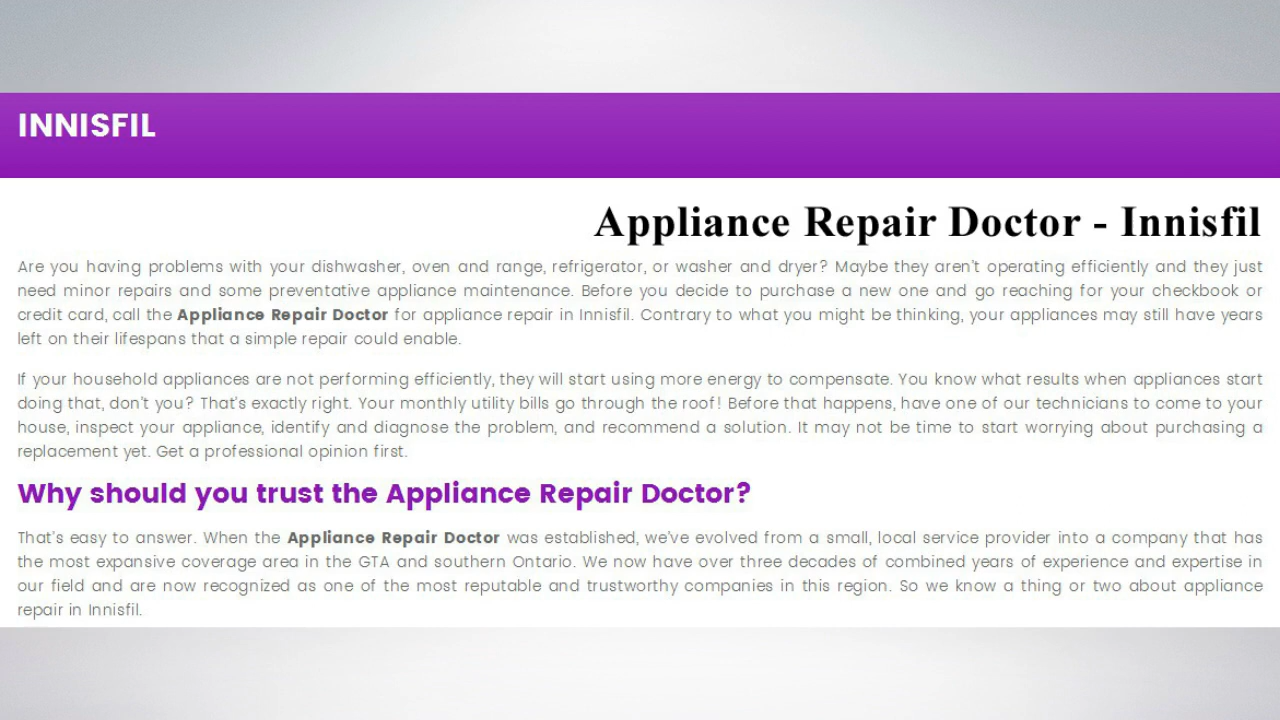 INNISFIL
Appliance Repair Doctor - Innisfil
Are you having problems with your dishwasher, oven and range, refrigerator, or washer and dryer? Maybe they aren't operating efficiently and they just
need minor repairs and some preventative appliance maintenance. Before you decide to purchase a new one and go reaching for your checkbook or
credit card, call the Appliance Repair Doctor for appliance repair in Innisfil. Contrary to what you might be thinking, your appliances may still have years
left on their lifespans that a simple repair could enable.
If your household appliances are not performing efficiently, they will start using more energy to compensate. You know what results when appliances start
doing that, don't you? That's exactly right. Your monthly utility bills go through the roof! Before that happens, have one of our technicians to come to your
house, inspect your appliance, identify and diagnose the problem, and recommend a solution. It may not be time to start worrying about purchasing a
replacement yet. Get a professional opinion first.
Why should you trust the Appliance Repair Doctor?
That's easy to answer. When the Appliance Repair Doctor was established, we've evolved from a small, local service provider into a company that has
the most expansive coverage area in the GTA and southern Ontario. We now have over three decades of combined years of experience and expertise in
our field and are now recognized as one of the most reputable and trustworthy companies in this region. So we know a thing or two about appliance
repair in Innisfil.